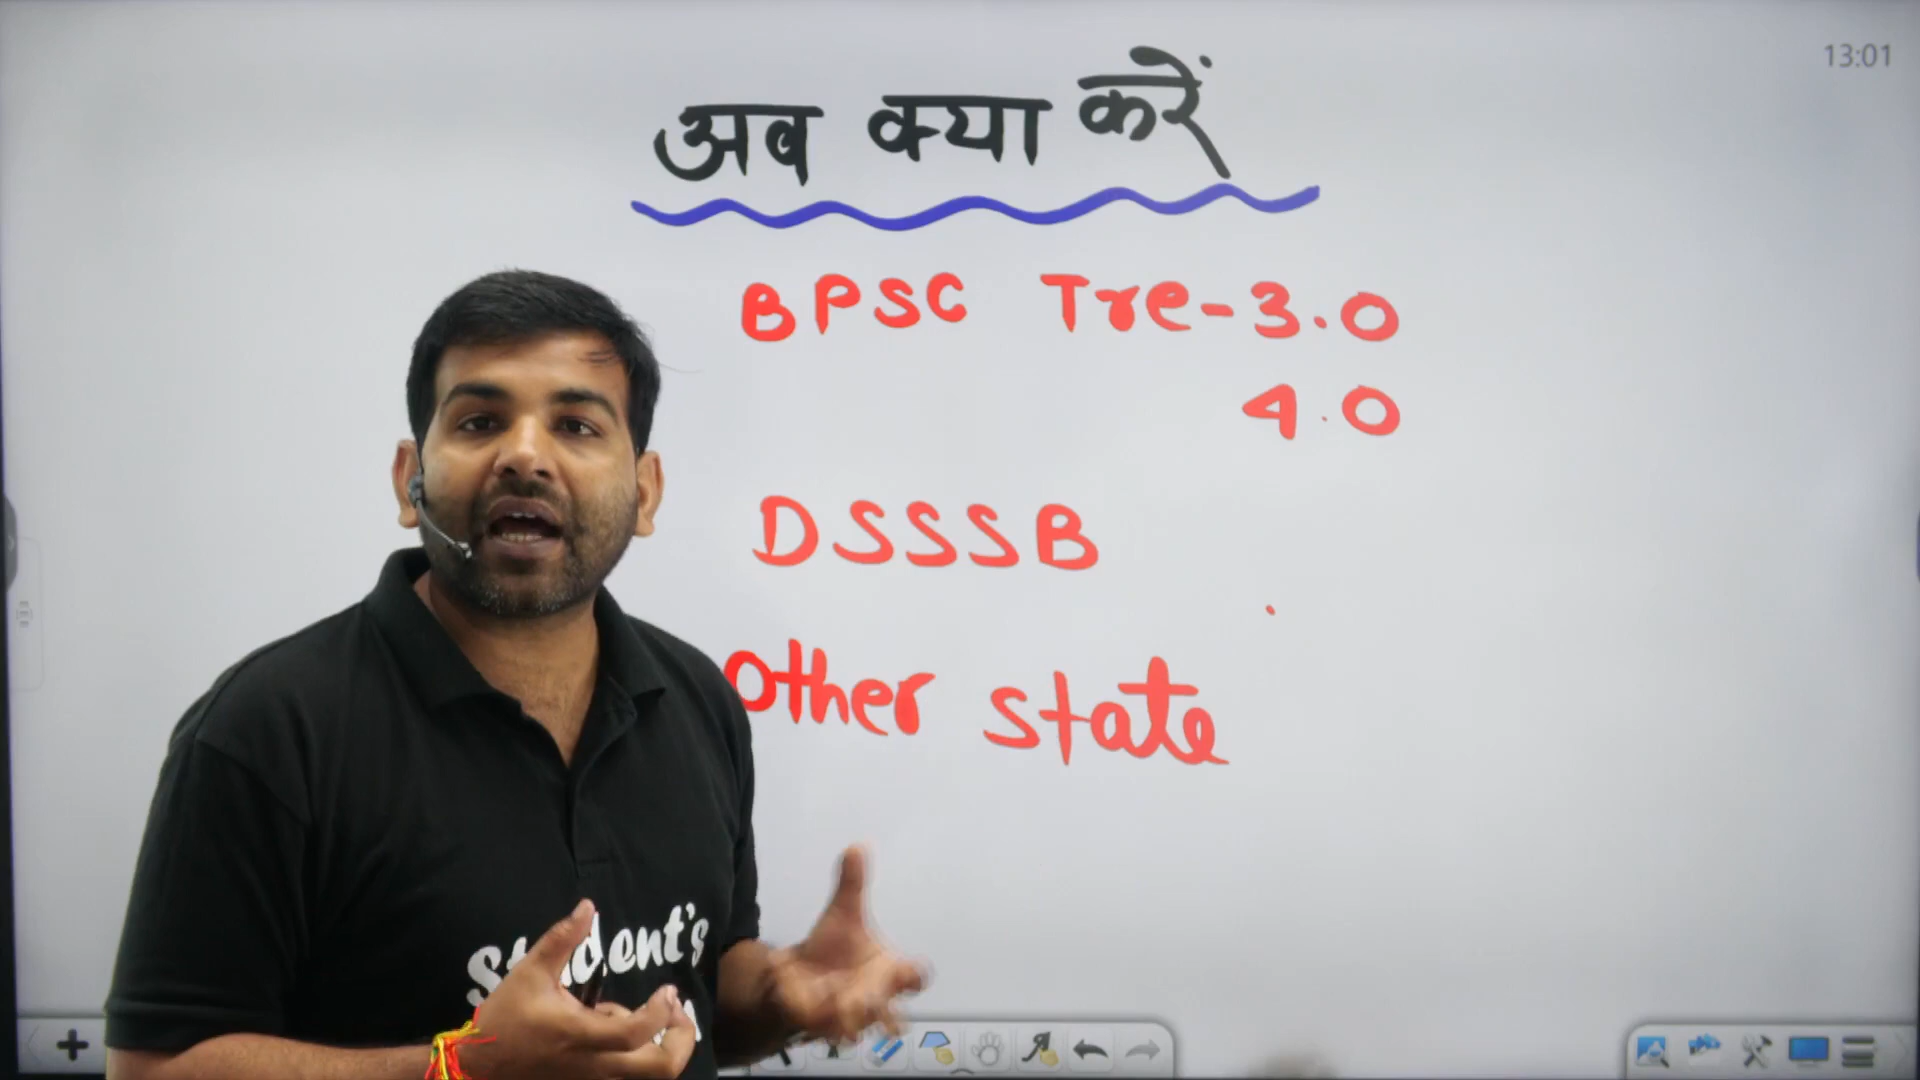 13:01
अब क्या करें
BPSC Tre-3.0
4.0
DSSSB
Other state
Student's